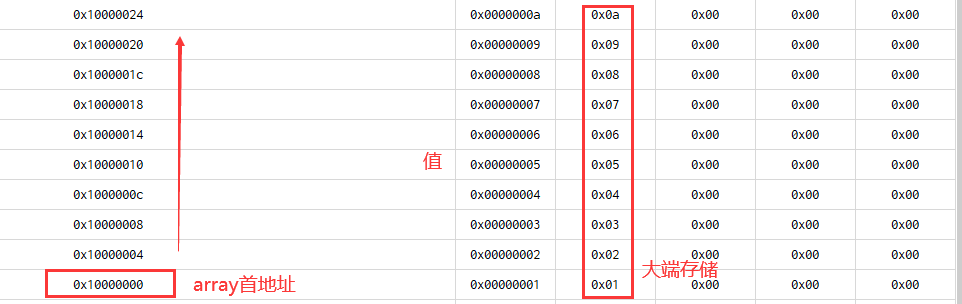 0x10000024 0x0000000a 0x0a 0x00 0x00 0x00
0x10000020 0x00000009 0x09 0x00 0x00 0x00
0x1000001c 0x00000008 0x08 0x00 0x00 0x00
0x10000018 0x00000007 0x07 0x00 0x00 0x00
0x10000014 0x00000006 0x06 0x00 0x00 0x00
值
0x10000010 0x00000005 0x05 0x00 0x00 0x00
0x1000000c 0x00000004 0x04 0x00 0x00 0x00
0x10000008 0x00000003 0x03 0x00 0x00 0x00
0x10000004 0x00000002 0x02 0x00 0x00 0x00
大端存储
0x10000000 array首地址 0x00000001 0x01 0x00 0x00 0x00